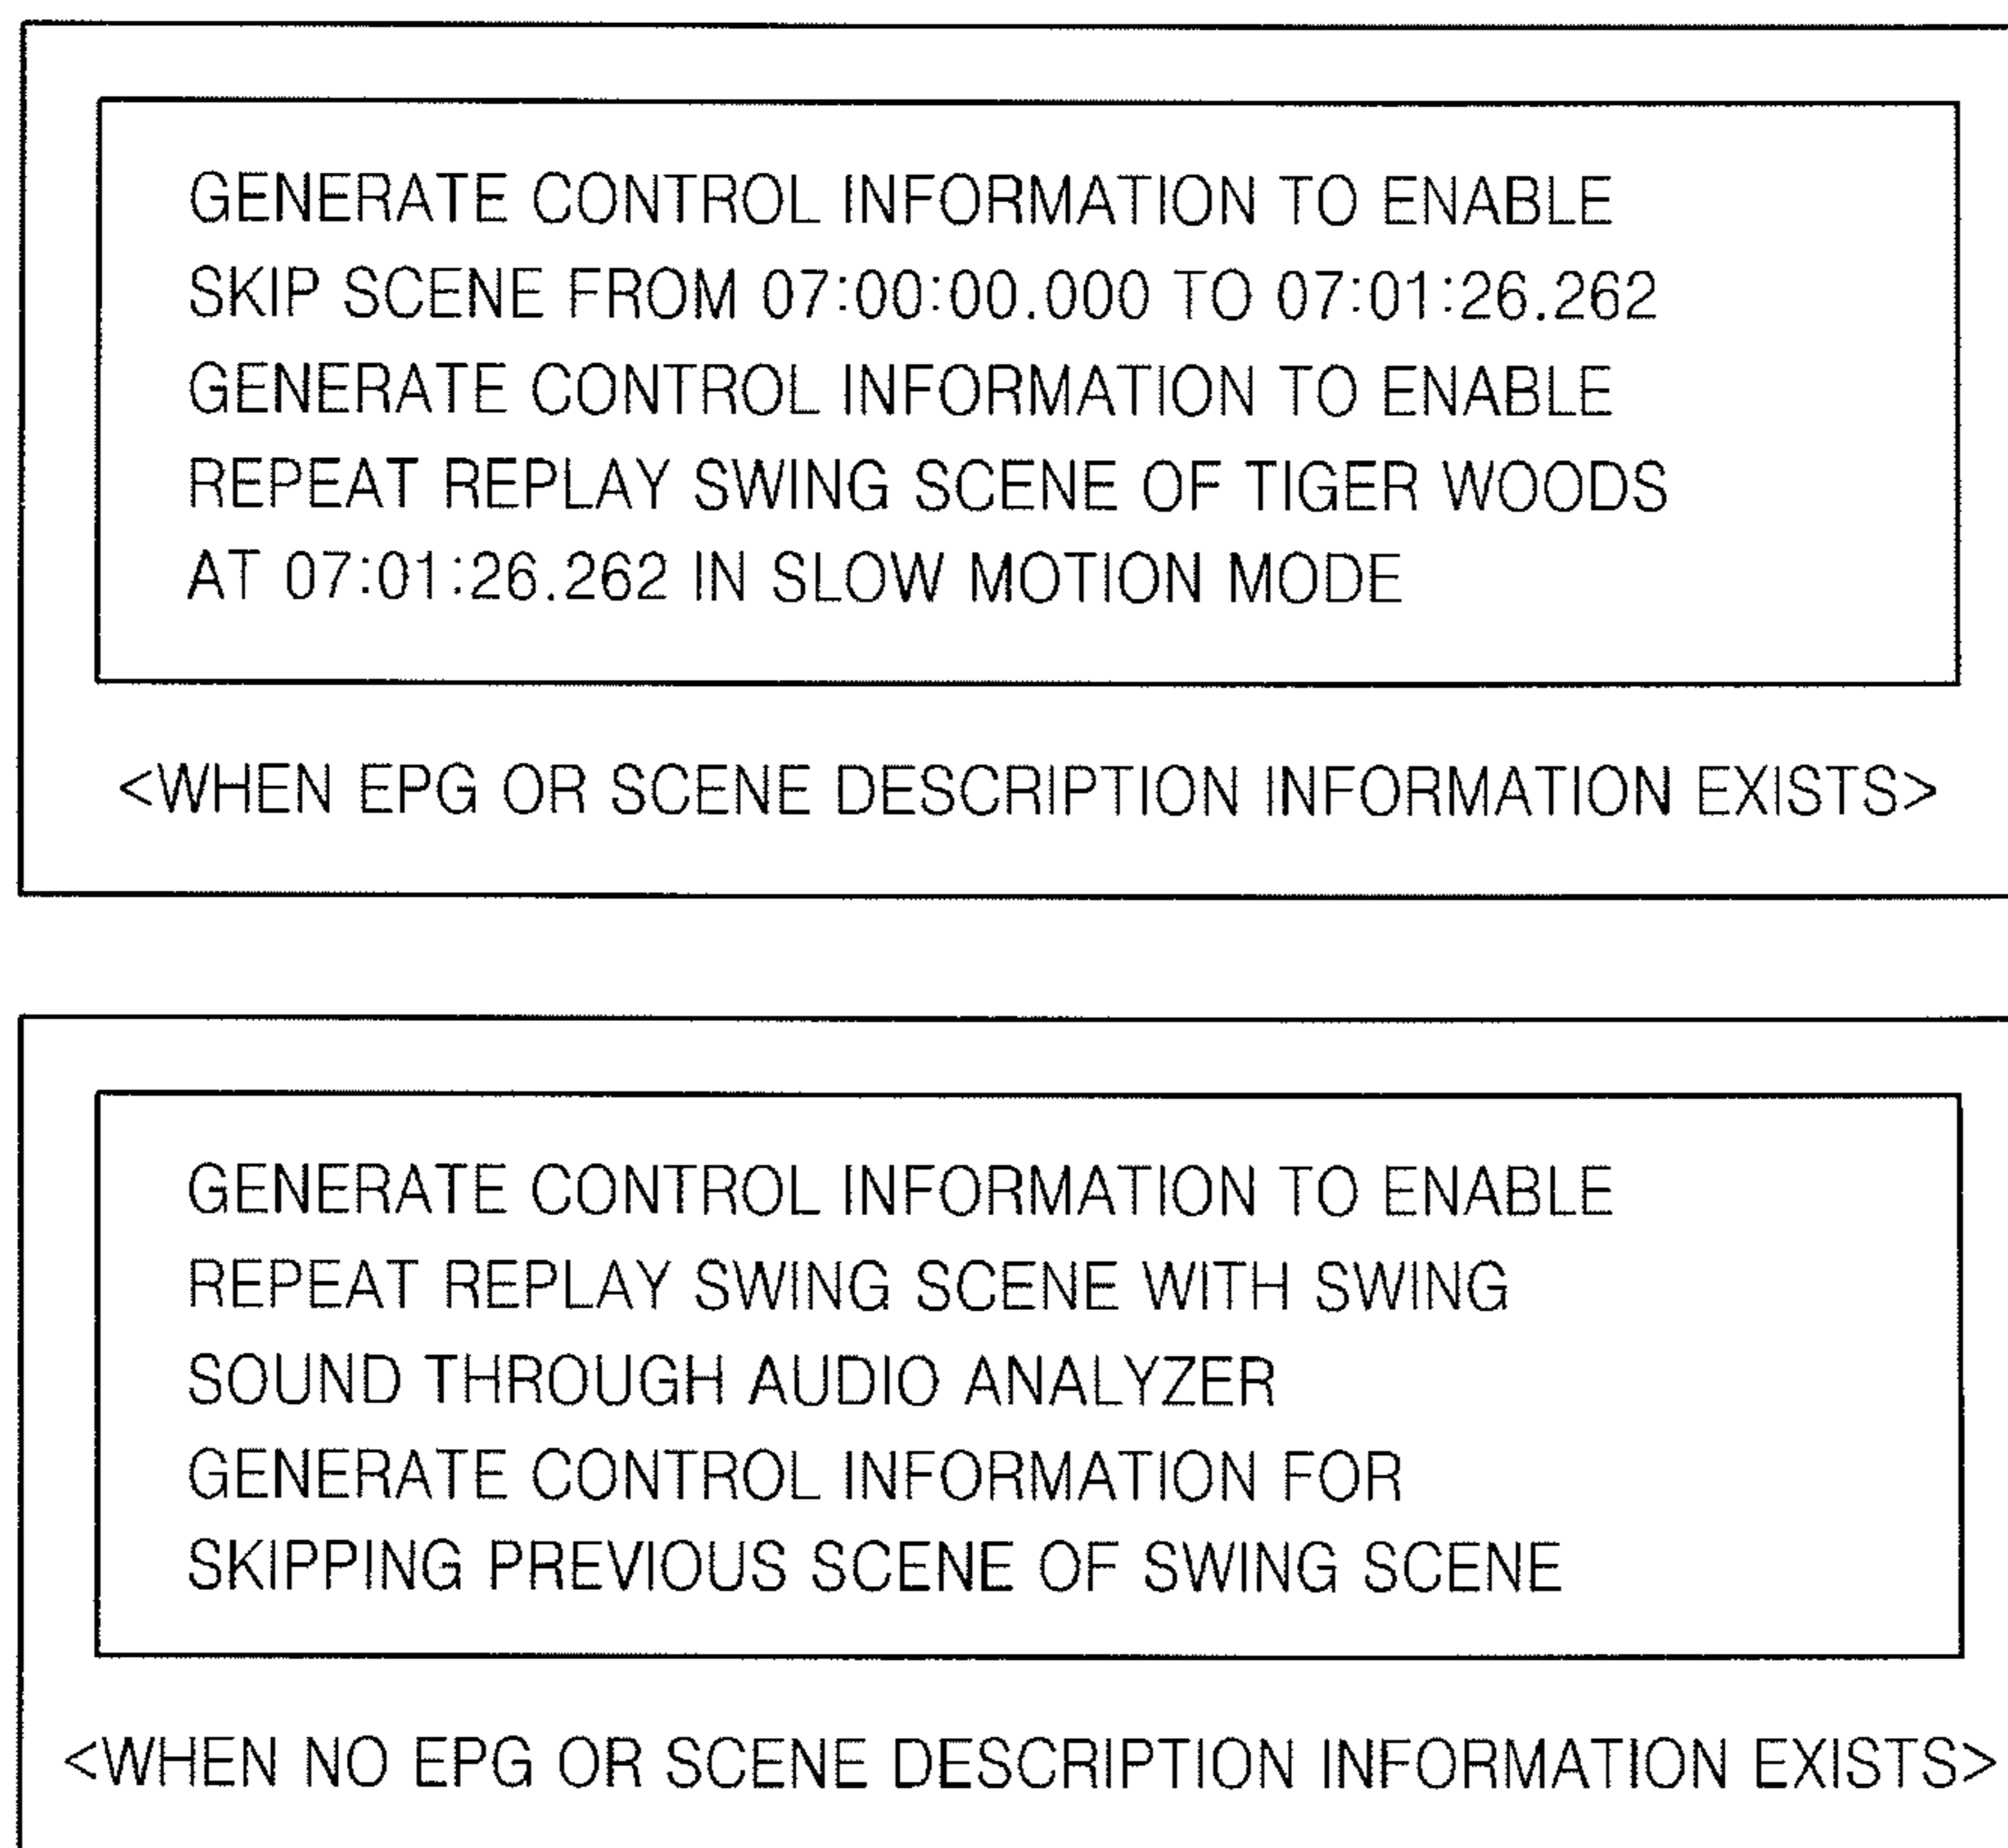 GENERATE CONTROL INFORMATION TO ENABLE
SKIP SCENE FROM 07:00:00.000 TO 07:01:26.262
GENERATE CONTROL INFORMATION TO ENABLE
REPEAT REPLAY SWING SCENE OF TIGER WOODS
AT 07:01:26.262 IN SLOW MOTION MODE
<WHEN EPG OR SCENE DESCRIPTION INFORMATION EXISTS>
GENERATE CONTROL INFORMATION TO ENABLE
REPEAT REPLAY SWING SCENE WITH SWING
SOUND THROUGH AUDIO ANALYZER
GENERATE CONTROL INFORMATION FOR
SKIPPING PREVIOUS SCENE OF SWING SCENE
<WHEN NO EPG OR SCENE DESCRIPTION INFORMATION EXISTS>